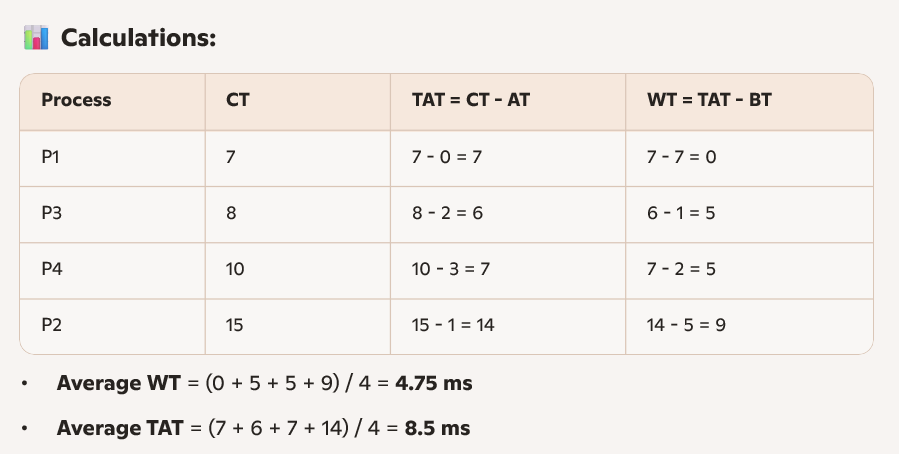 Calculations:
Process CT TAT = CT - AT WT = TAT - BT
P1 7 7 - 0 = 7 7 - 7 = 0
P3 8 8 - 2 = 6 6 - 1 = 5
P4 10 10 - 3 = 7 7 - 2 = 5
P2 15 15 - 1 = 14 14 - 5 = 9
• Average WT = (0 + 5 + 5 + 9) / 4 = 4.75 ms
• Average TAT = (7 + 6 + 7 + 14) / 4 = 8.5 ms